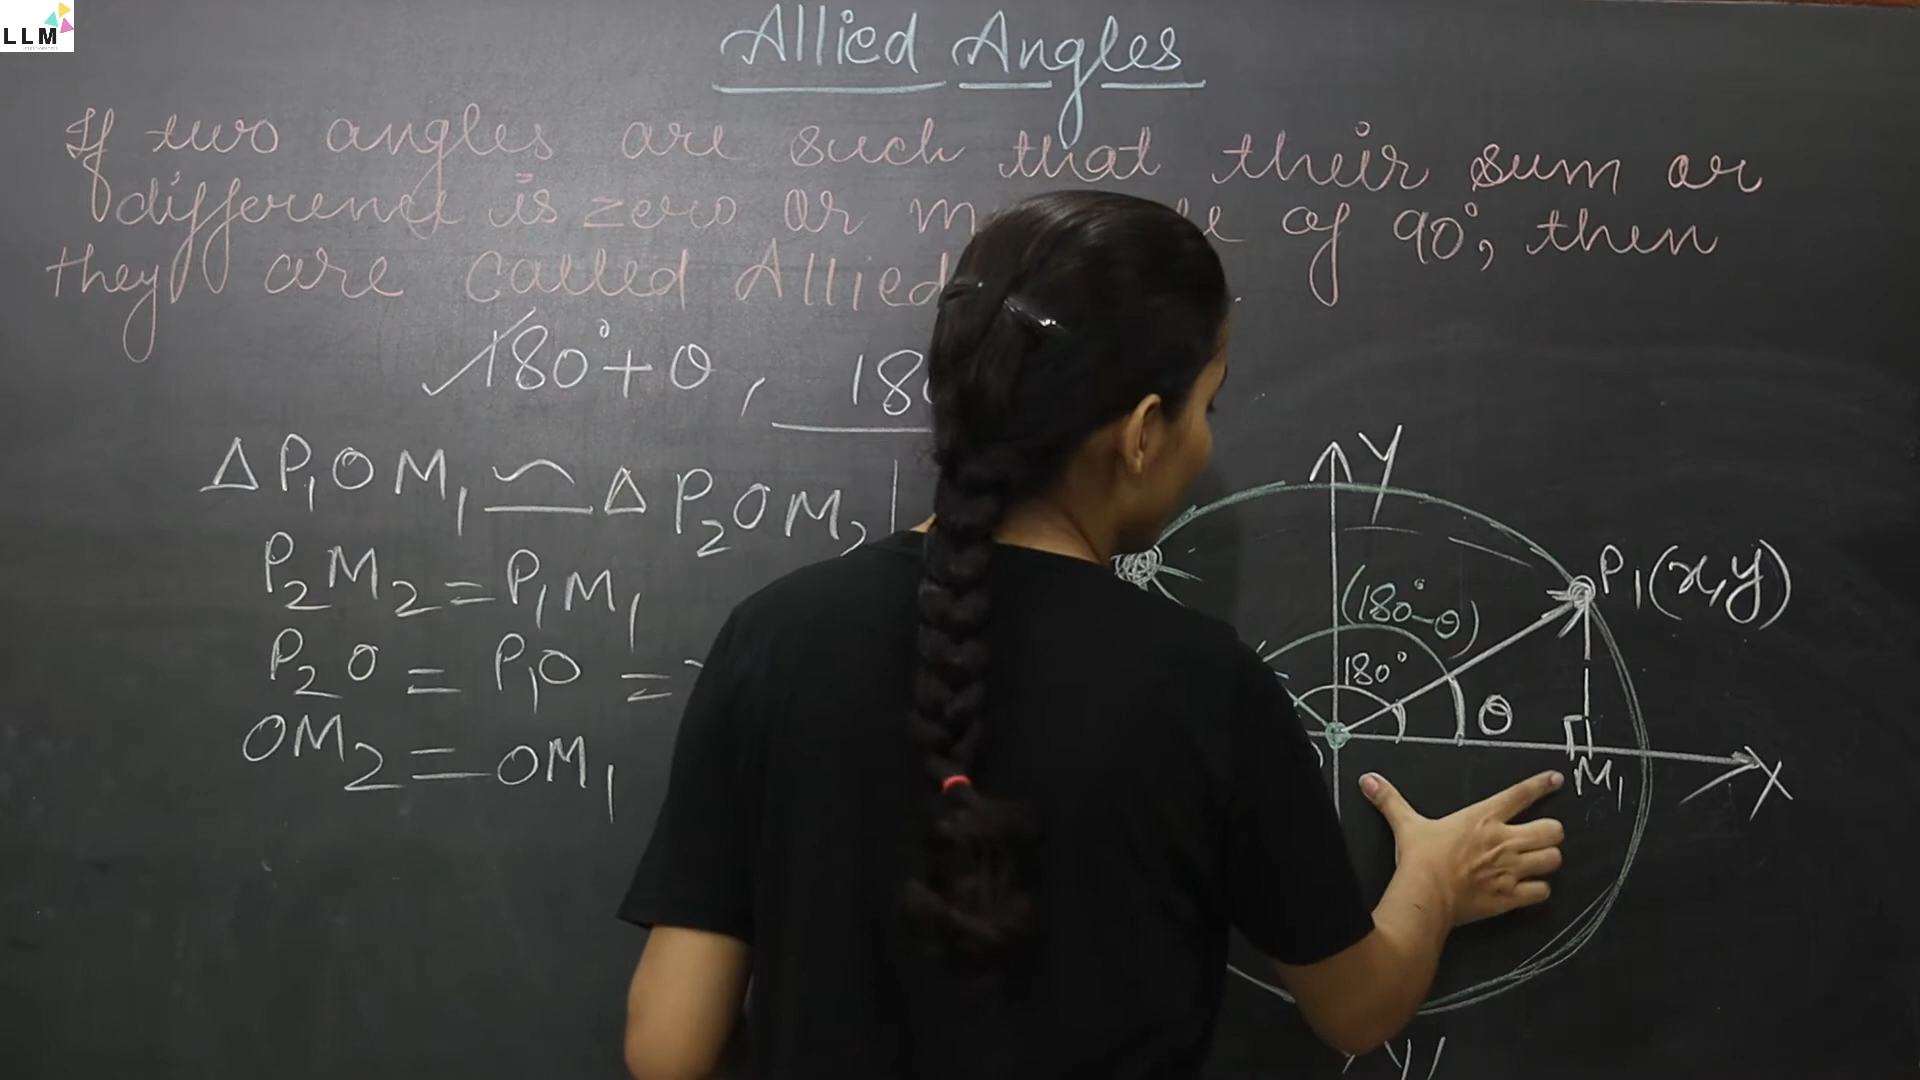 LLM
Allied Angles
If two angles are such that their sum or
difference is zero or of 90°, then
they are called Allied
180°+θ, 
ΔP₁OM₁ ≅ ΔP₂OM₂
P₂M₂ = P₁M₁
P₂O = P₁O =
OM₂ = OM₁
Y
P₁(x,y)
(180°-θ)
180°
θ
M₁
X
Y'